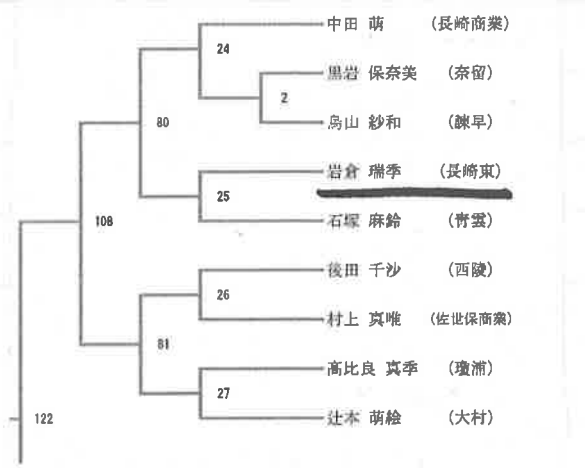 中田 萌 (長崎商業)
24
黒岩 保奈美 (奈留)
2
80
鳥山 紗和 (諫早)
岩倉 瑞季 (長崎東)
25
108
石塚 麻鈴 (青雲)
後田 千沙 (西陵)
26
村上 真唯 (佐世保商業)
81
高比良 真季 (瓊浦)
27
122
辻本 萌絵 (大村)